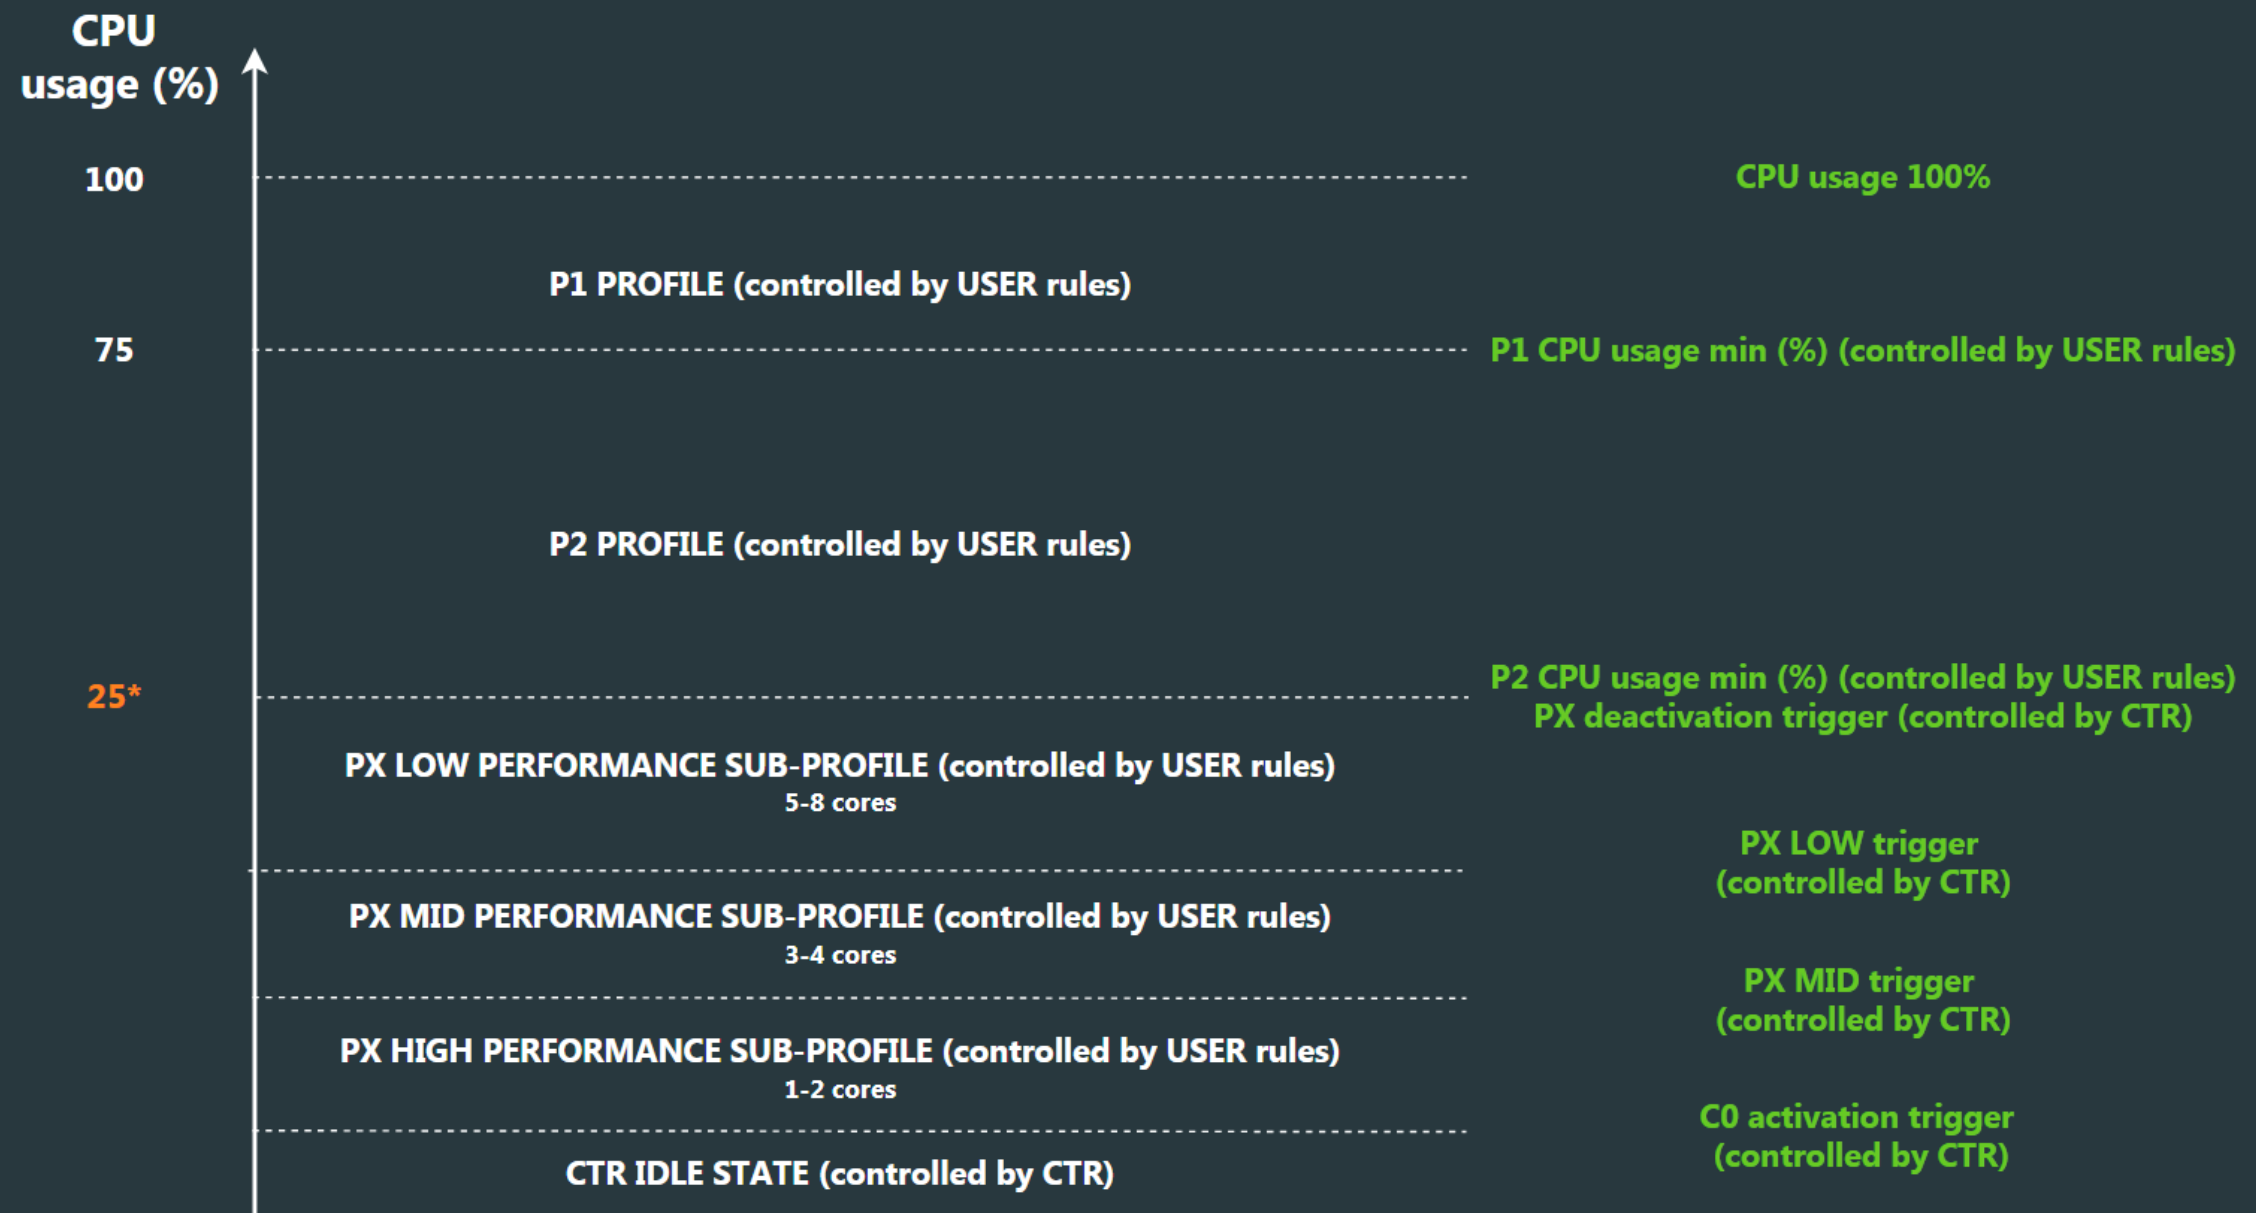 CPU
usage (%)
100
CPU usage 100%
P1 PROFILE (controlled by USER rules)
75
P1 CPU usage min (%) (controlled by USER rules)
P2 PROFILE (controlled by USER rules)
25*
P2 CPU usage min (%) (controlled by USER rules)
PX deactivation trigger (controlled by CTR)
PX LOW PERFORMANCE SUB-PROFILE (controlled by USER rules)
5-8 cores
PX LOW trigger
(controlled by CTR)
PX MID PERFORMANCE SUB-PROFILE (controlled by USER rules)
3-4 cores
PX MID trigger
(controlled by CTR)
PX HIGH PERFORMANCE SUB-PROFILE (controlled by USER rules)
1-2 cores
C0 activation trigger
(controlled by CTR)
CTR IDLE STATE (controlled by CTR)